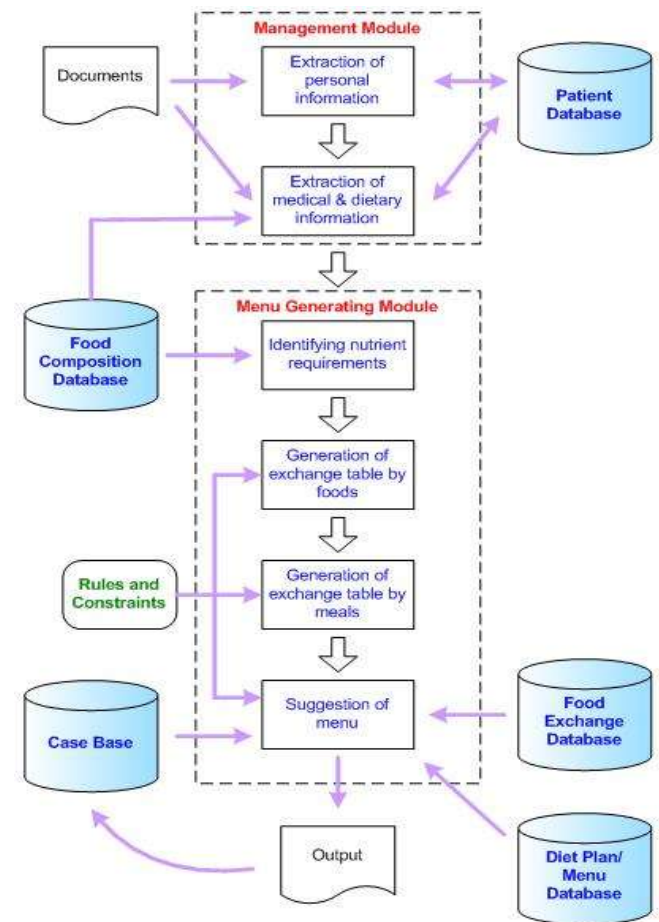 Management Module
Documents
Extraction of
personal
information
Patient
Database
Extraction of
medical & dietary
information
Menu Generating Module
Food
Composition
Database
Identifying nutrient
requirements
Generation of
exchange table by
foods
Rules and
Constraints
Generation of
exchange table by
meals
Case Base
Suggestion of
menu
Food
Exchange
Database
Output
Diet Plan/
Menu
Database